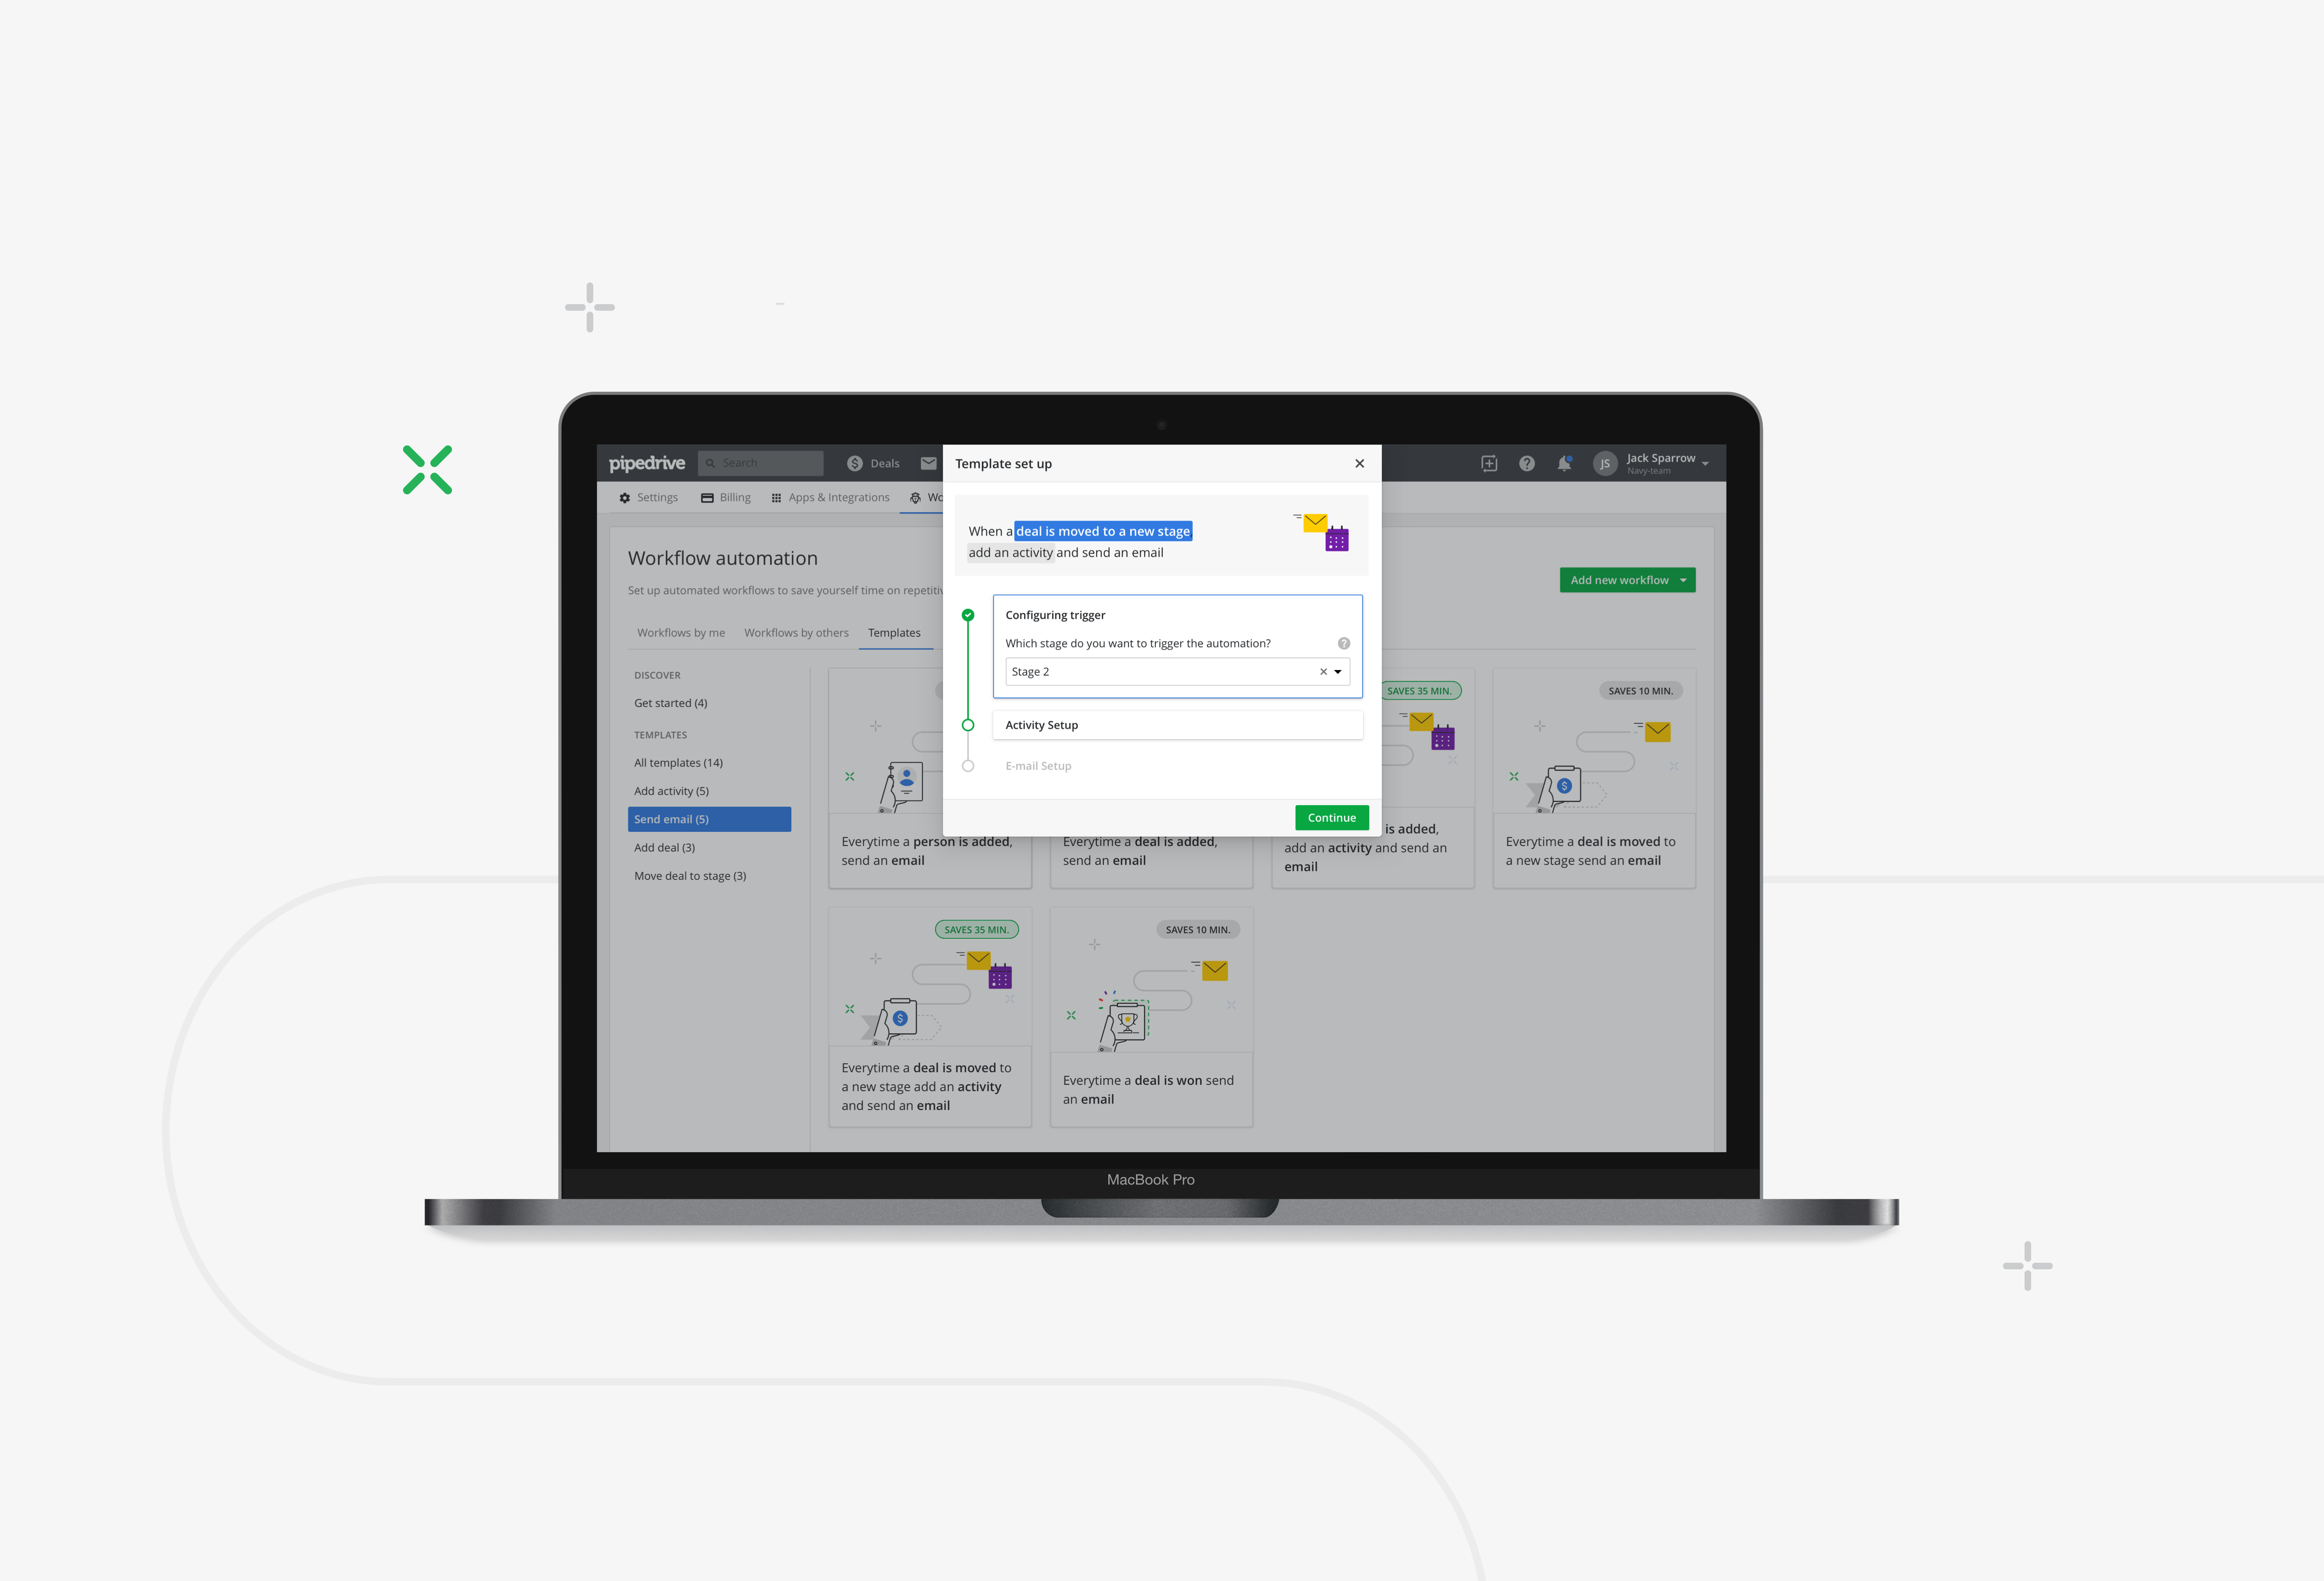 pipedrive
Search
Deals
Template set up
JS
Jack Sparrow
Navy-team
Settings
Billing
Apps & Integrations
Wo
When a deal is moved to a new stage,
add an activity and send an email
Workflow automation
Set up automated workflows to save yourself time on repetitiv
Add new workflow
Workflows by me
Workflows by others
Templates
Configuring trigger
Which stage do you want to trigger the automation?
?
Stage 2
Activity Setup
E-mail Setup
Continue
DISCOVER
Get started (4)
TEMPLATES
All templates (14)
Add activity (5)
Send email (5)
Add deal (3)
Move deal to stage (3)
SAVES 35 MIN.
SAVES 10 MIN.
Everytime a person is added,
send an email
Everytime a deal is added,
send an email
is added,
add an activity and send an
email
Everytime a deal is moved to
a new stage send an email
SAVES 35 MIN.
SAVES 10 MIN.
Everytime a deal is moved to
a new stage add an activity
and send an email
Everytime a deal is won send
an email
MacBook Pro